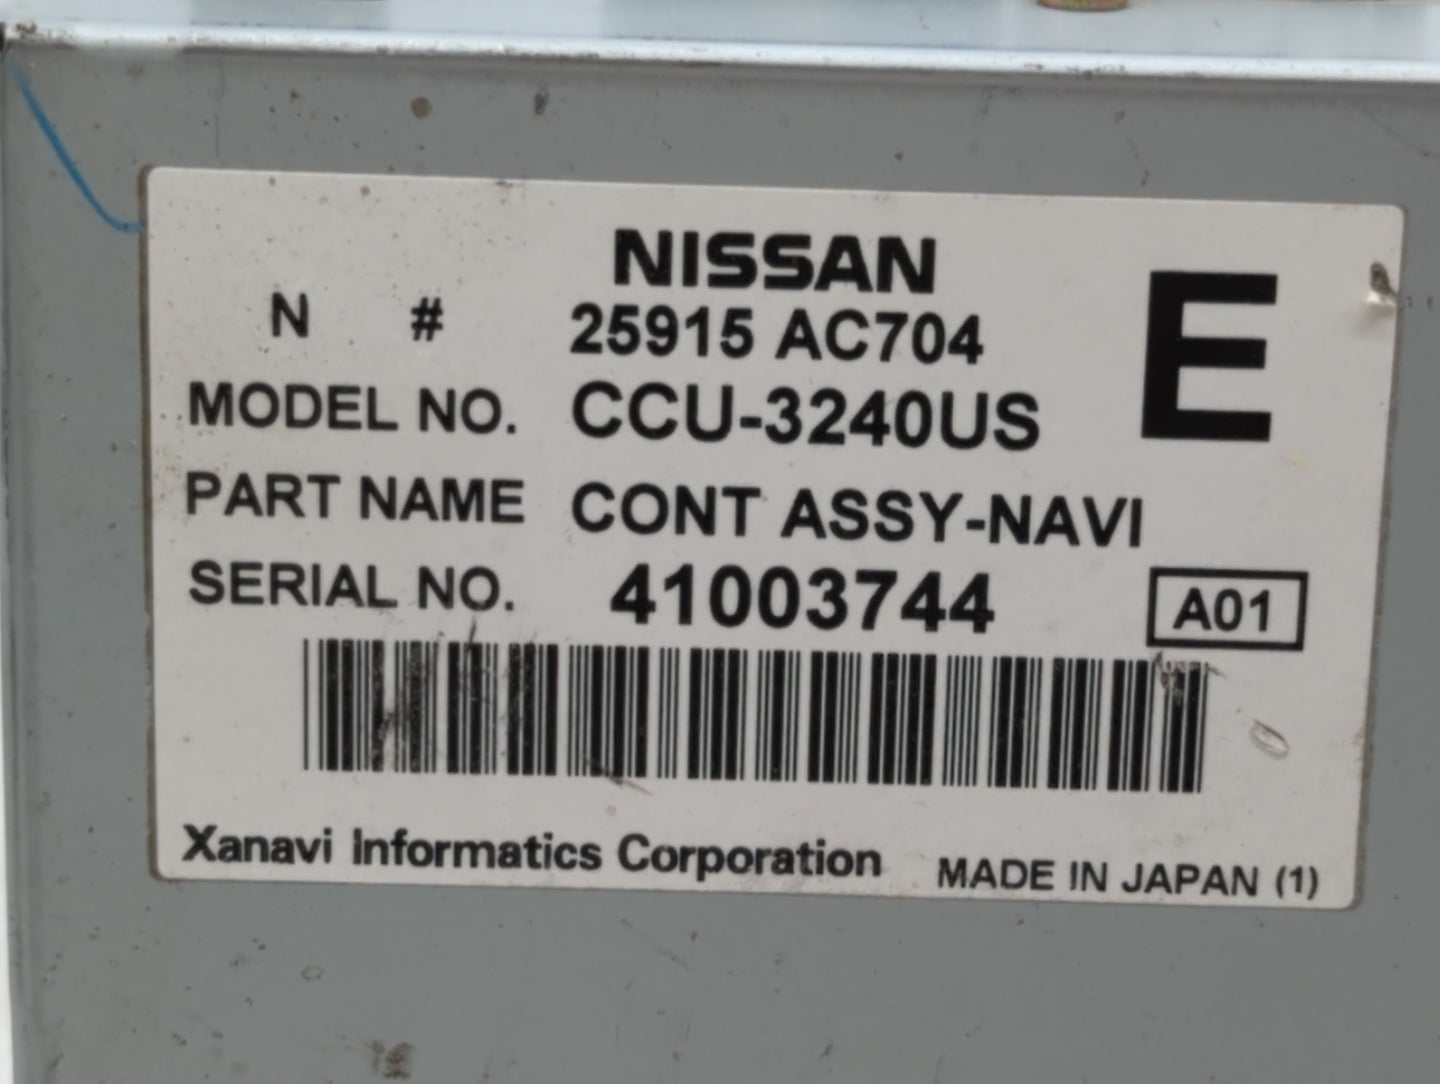 NISSAN
N # 25915 AC704 E
MODEL NO. CCU-3240US
PART NAME CONT ASSY-NAVI
SERIAL NO. 41003744 A01
Xanavi Informatics Corporation MADE IN JAPAN (1)